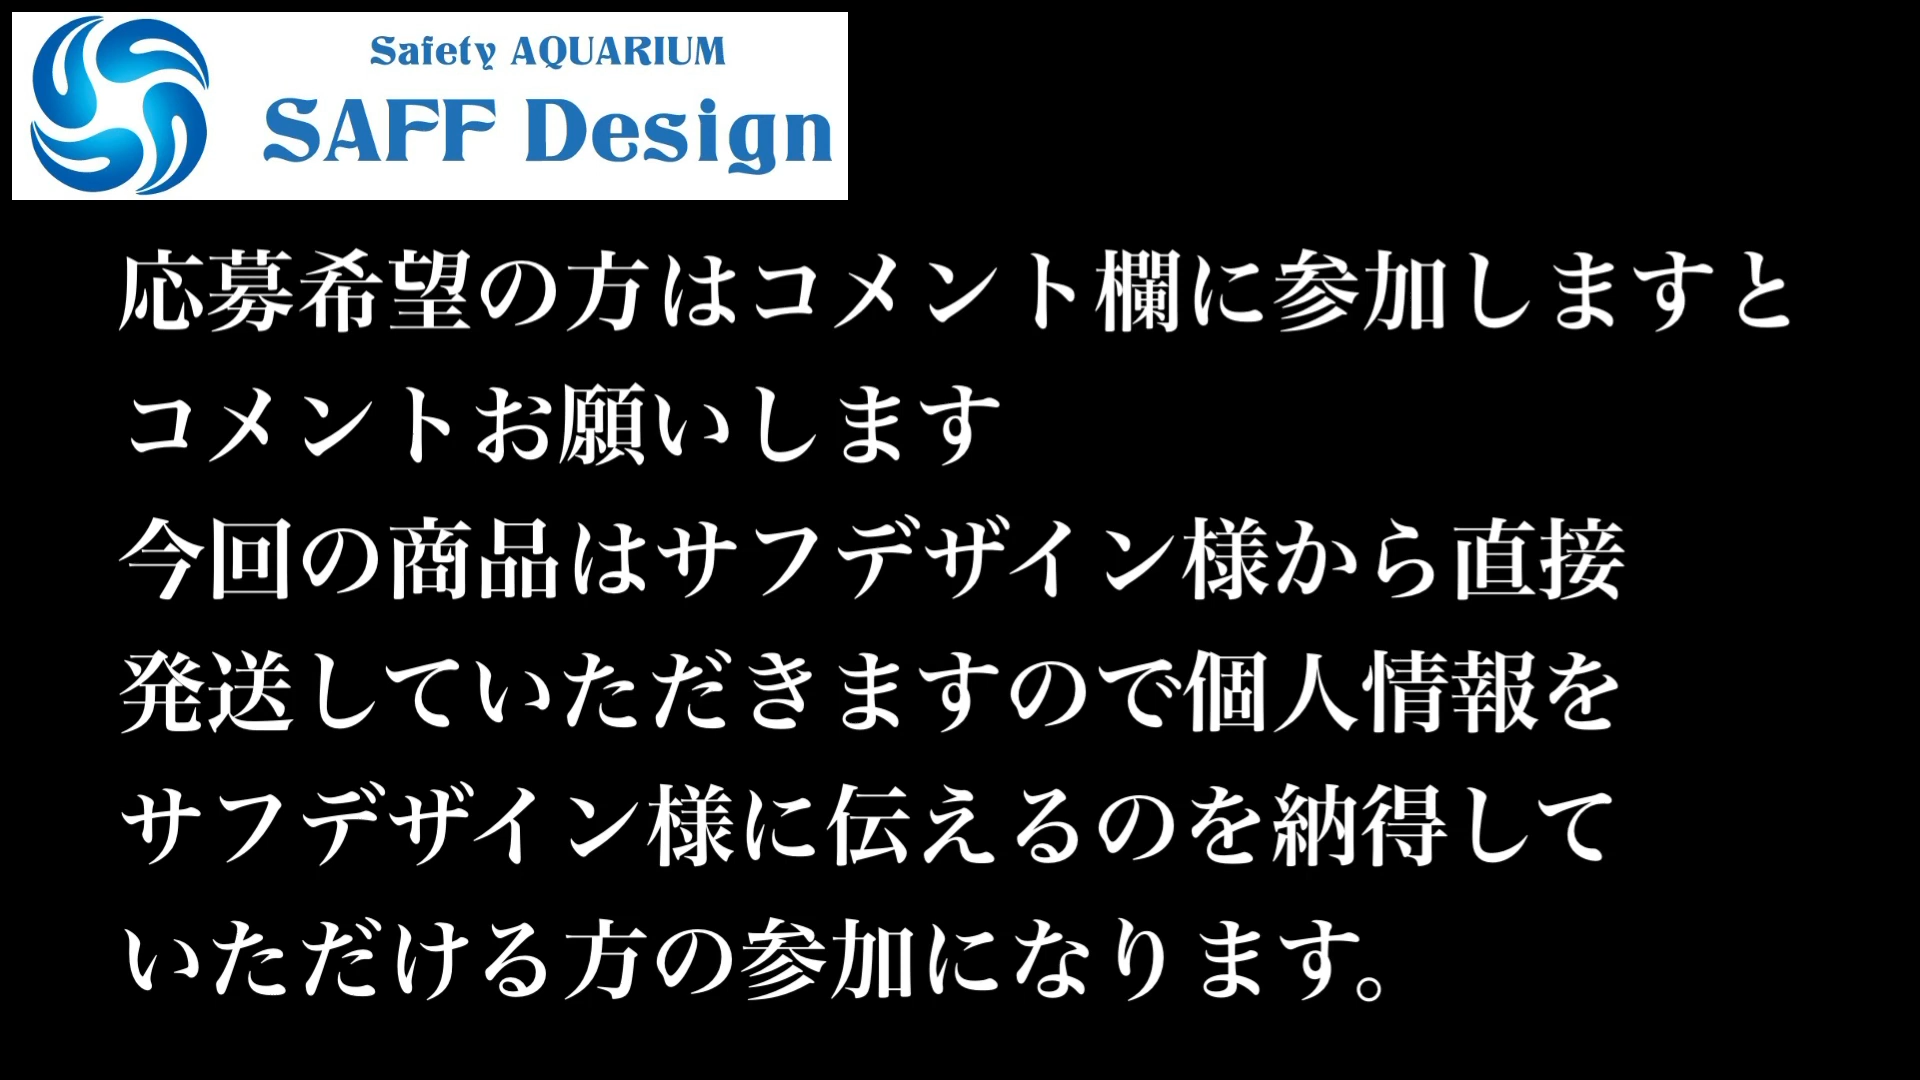 Safety AQUARIUM
SAFF Design
応募希望の方はコメント欄に参加しますと
コメントお願いします
今回の商品はサフデザイン様から直接
発送していただきますので個人情報を
サフデザイン様に伝えるのを納得して
いただける方の参加になります。